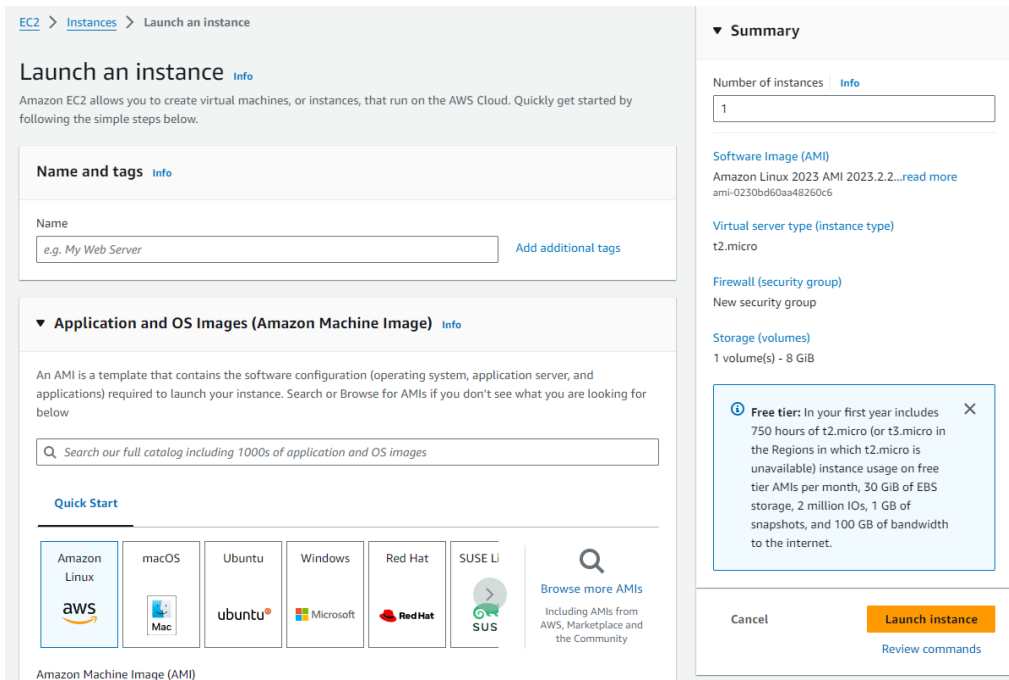 EC2 > Instances > Launch an instance
Launch an instance Info
Amazon EC2 allows you to create virtual machines, or instances, that run on the AWS Cloud. Quickly get started by
following the simple steps below.
Name and tags Info
Name
e.g. My Web Server
Add additional tags
Application and OS Images (Amazon Machine Image) Info
An AMI is a template that contains the software configuration (operating system, application server, and
applications) required to launch your instance. Search or Browse for AMIs if you don't see what you are looking for
below
Search our full catalog including 1000s of application and OS images
Quick Start
Amazon
Linux
aws
macOS
Mac
Ubuntu
ubuntu®
Windows
Microsoft
Red Hat
Red Hat
SUSE Li
SUS
Browse more AMIs
Including AMIs from
AWS, Marketplace and
the Community
Amazon Machine Image (AMI)
Summary
Number of instances Info
1
Software Image (AMI)
Amazon Linux 2023 AMI 2023.2.2...read more
ami-0230bd60aa48260c6
Virtual server type (instance type)
t2.micro
Firewall (security group)
New security group
Storage (volumes)
1 volume(s) - 8 GiB
Free tier: In your first year includes
750 hours of t2.micro (or t3.micro in
the Regions in which t2.micro is
unavailable) instance usage on free
tier AMIs per month, 30 GiB of EBS
storage, 2 million IOs, 1 GB of
snapshots, and 100 GB of bandwidth
to the internet.
Cancel
Launch instance
Review commands